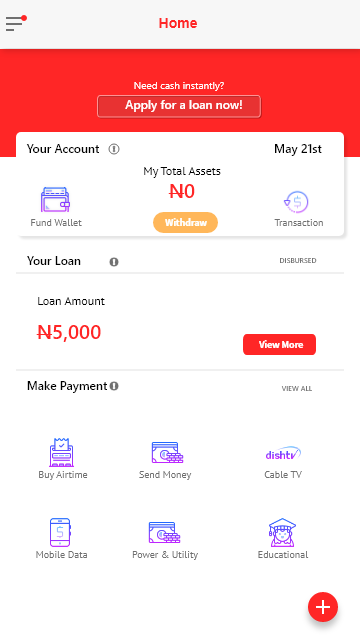 Home
Need cash instantly?
Apply for a loan now!
Your Account
May 21st
My Total Assets
₦0
Fund Wallet
Withdraw
Transaction
Your Loan
DISBURSED
Loan Amount
₦5,000
View More
Make Payment
VIEW ALL
dishtv
Buy Airtime
Send Money
Cable TV
Mobile Data
Power & Utility
Educational